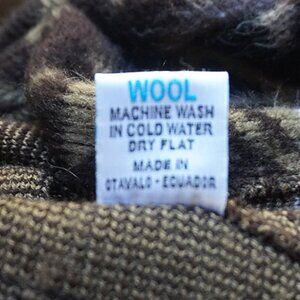 WOOL
MACHINE WASH
IN COLD WATER
DRY FLAT
MADE IN
OTAVALO - ECUADOR